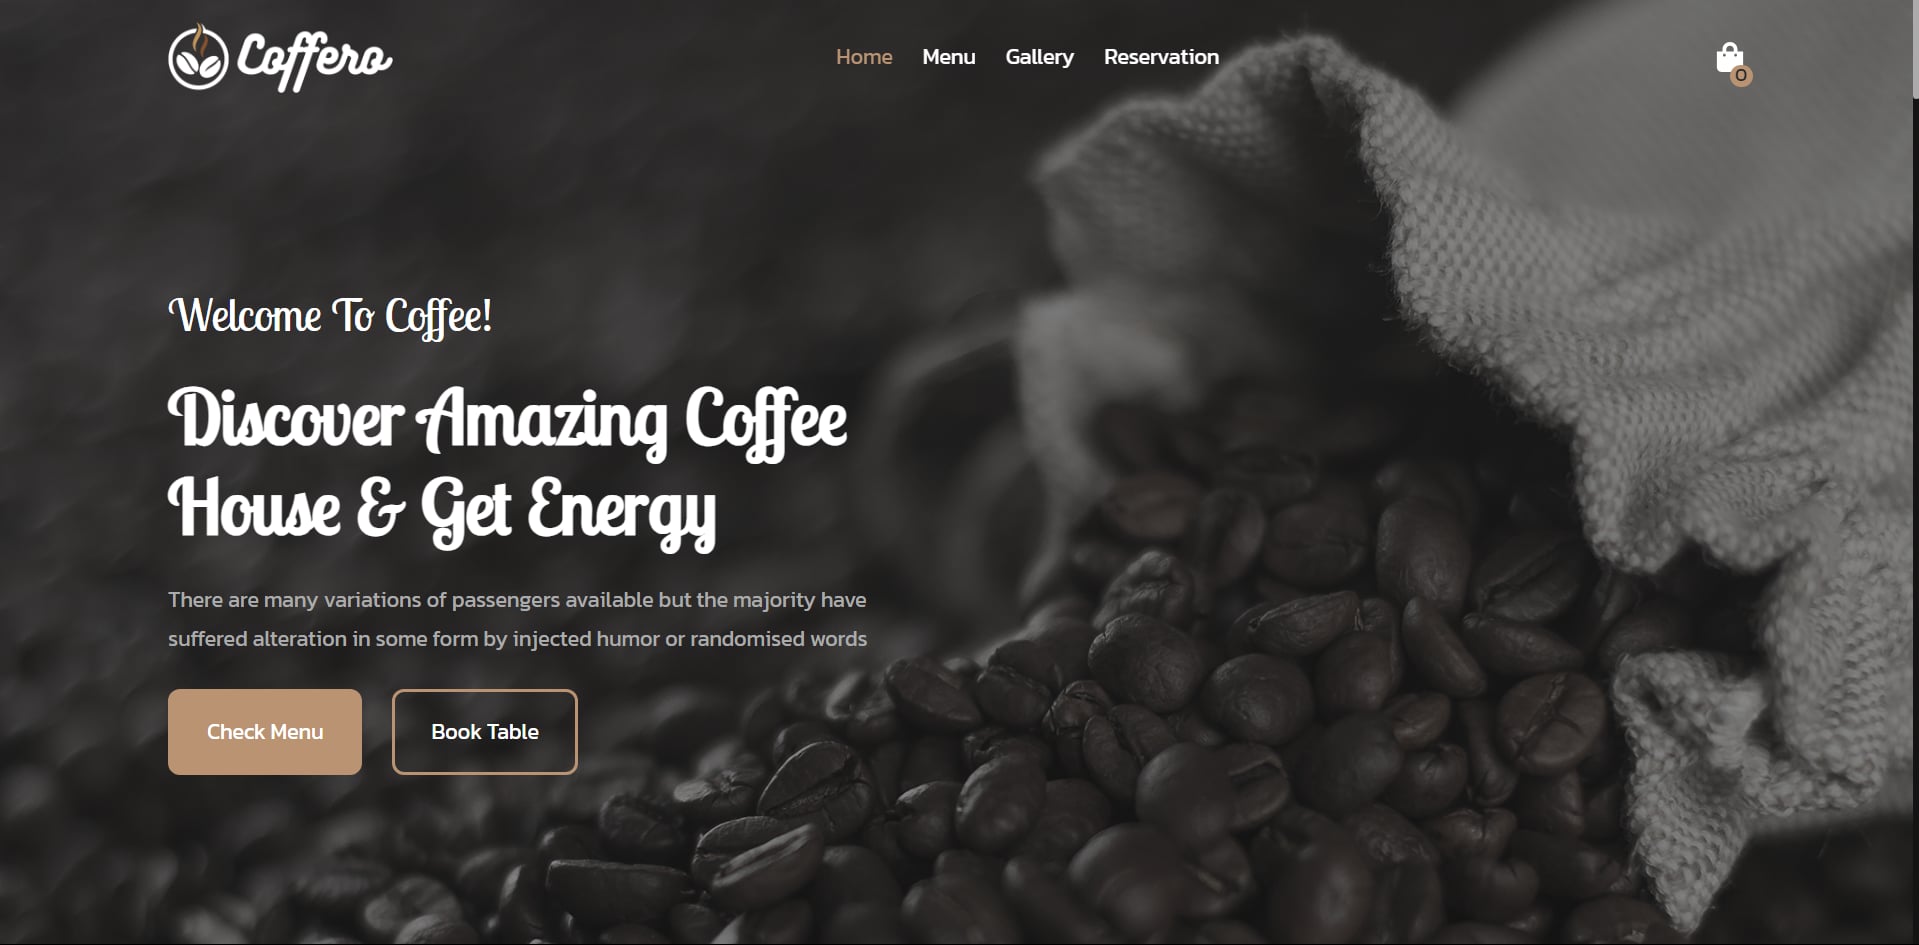 Coffero
Home Menu Gallery Reservation
0
Welcome To Coffee!
Discover Amazing Coffee
House & Get Energy
There are many variations of passengers available but the majority have
suffered alteration in some form by injected humor or randomised words
Check Menu Book Table